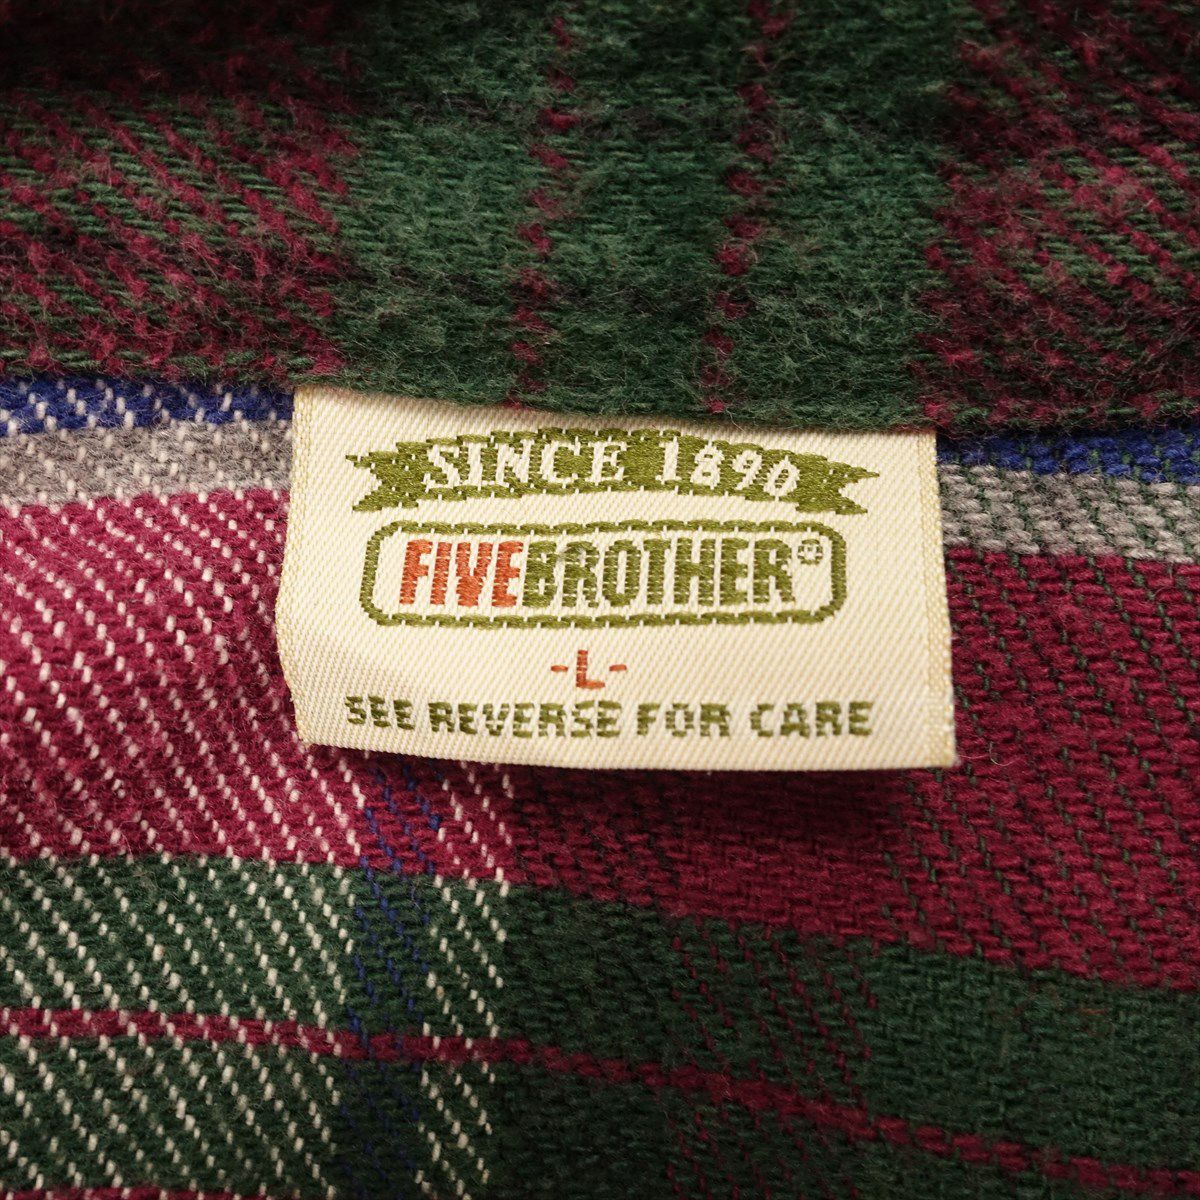 SINCE 1890
FIVEBROTHER®
-L-
SEE REVERSE FOR CARE